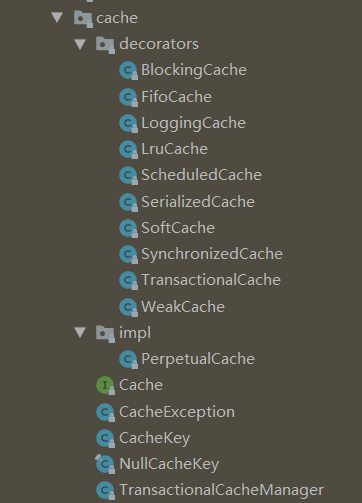 cache
decorators
BlockingCache
FifoCache
LoggingCache
LruCache
ScheduledCache
SerializedCache
SoftCache
SynchronizedCache
TransactionalCache
WeakCache
impl
PerpetualCache
Cache
CacheException
CacheKey
NullCacheKey
TransactionalCacheManager